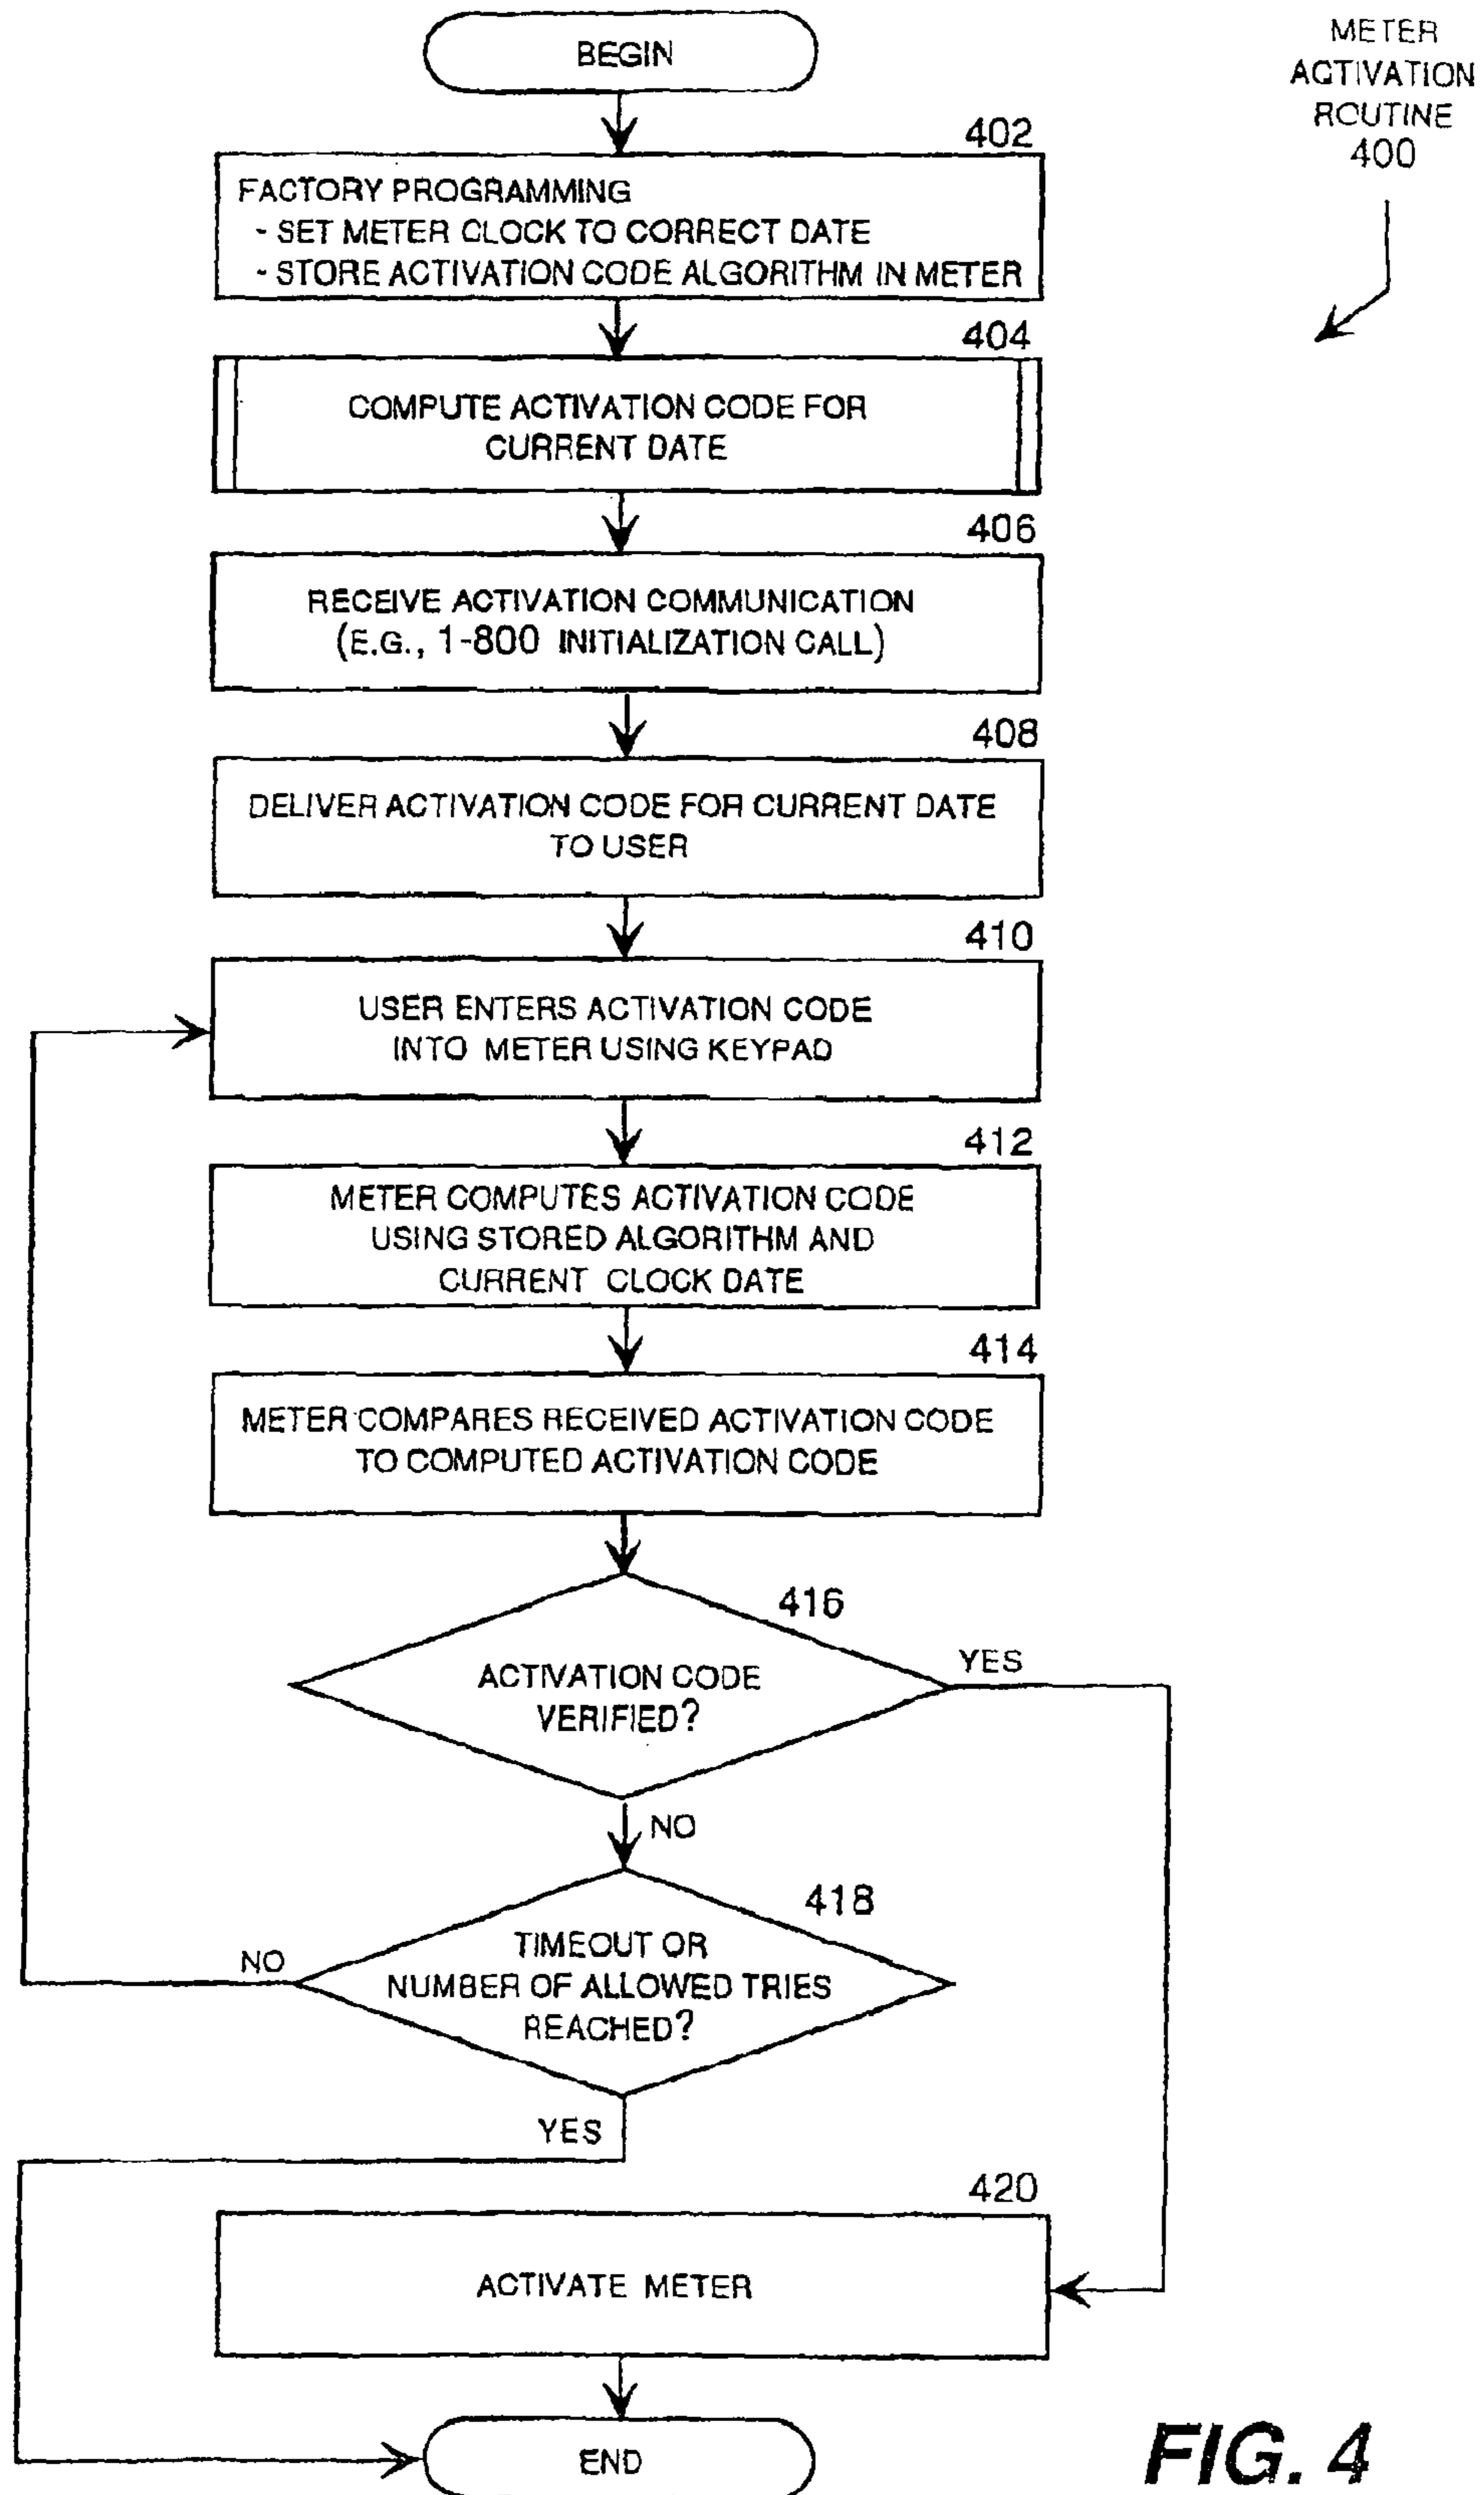 BEGIN
METER
ACTIVATION
ROUTINE
400
402
FACTORY PROGRAMMING
- SET METER CLOCK TO CORRECT DATE
- STORE ACTIVATION CODE ALGORITHM IN METER
404
COMPUTE ACTIVATION CODE FOR
CURRENT DATE
406
RECEIVE ACTIVATION COMMUNICATION
(E.G., 1-800 INITIALIZATION CALL)
408
DELIVER ACTIVATION CODE FOR CURRENT DATE
TO USER
410
USER ENTERS ACTIVATION CODE
INTO METER USING KEYPAD
412
METER COMPUTES ACTIVATION CODE
USING STORED ALGORITHM AND
CURRENT CLOCK DATE
414
METER COMPARES RECEIVED ACTIVATION CODE
TO COMPUTED ACTIVATION CODE
416
ACTIVATION CODE
VERIFIED?
YES
NO
418
TIMEOUT OR
NUMBER OF ALLOWED TRIES
REACHED?
NO
YES
420
ACTIVATE METER
END
FIG. 4